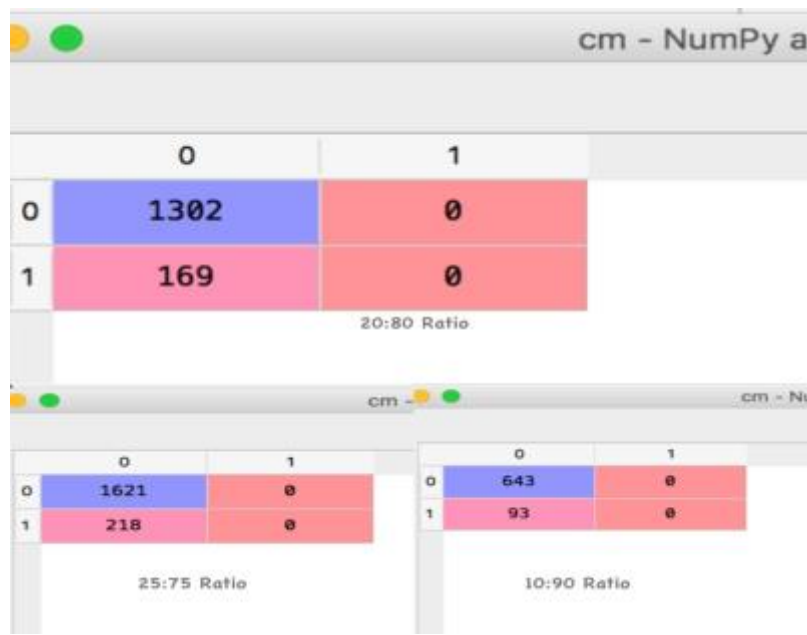 cm - NumPy a
0 1
0 1302 0
1 169 0
20:80 Ratio
cm -
0 1
0 1621 0
1 218 0
25:75 Ratio
cm - Nu
0 1
0 643 0
1 93 0
10:90 Ratio